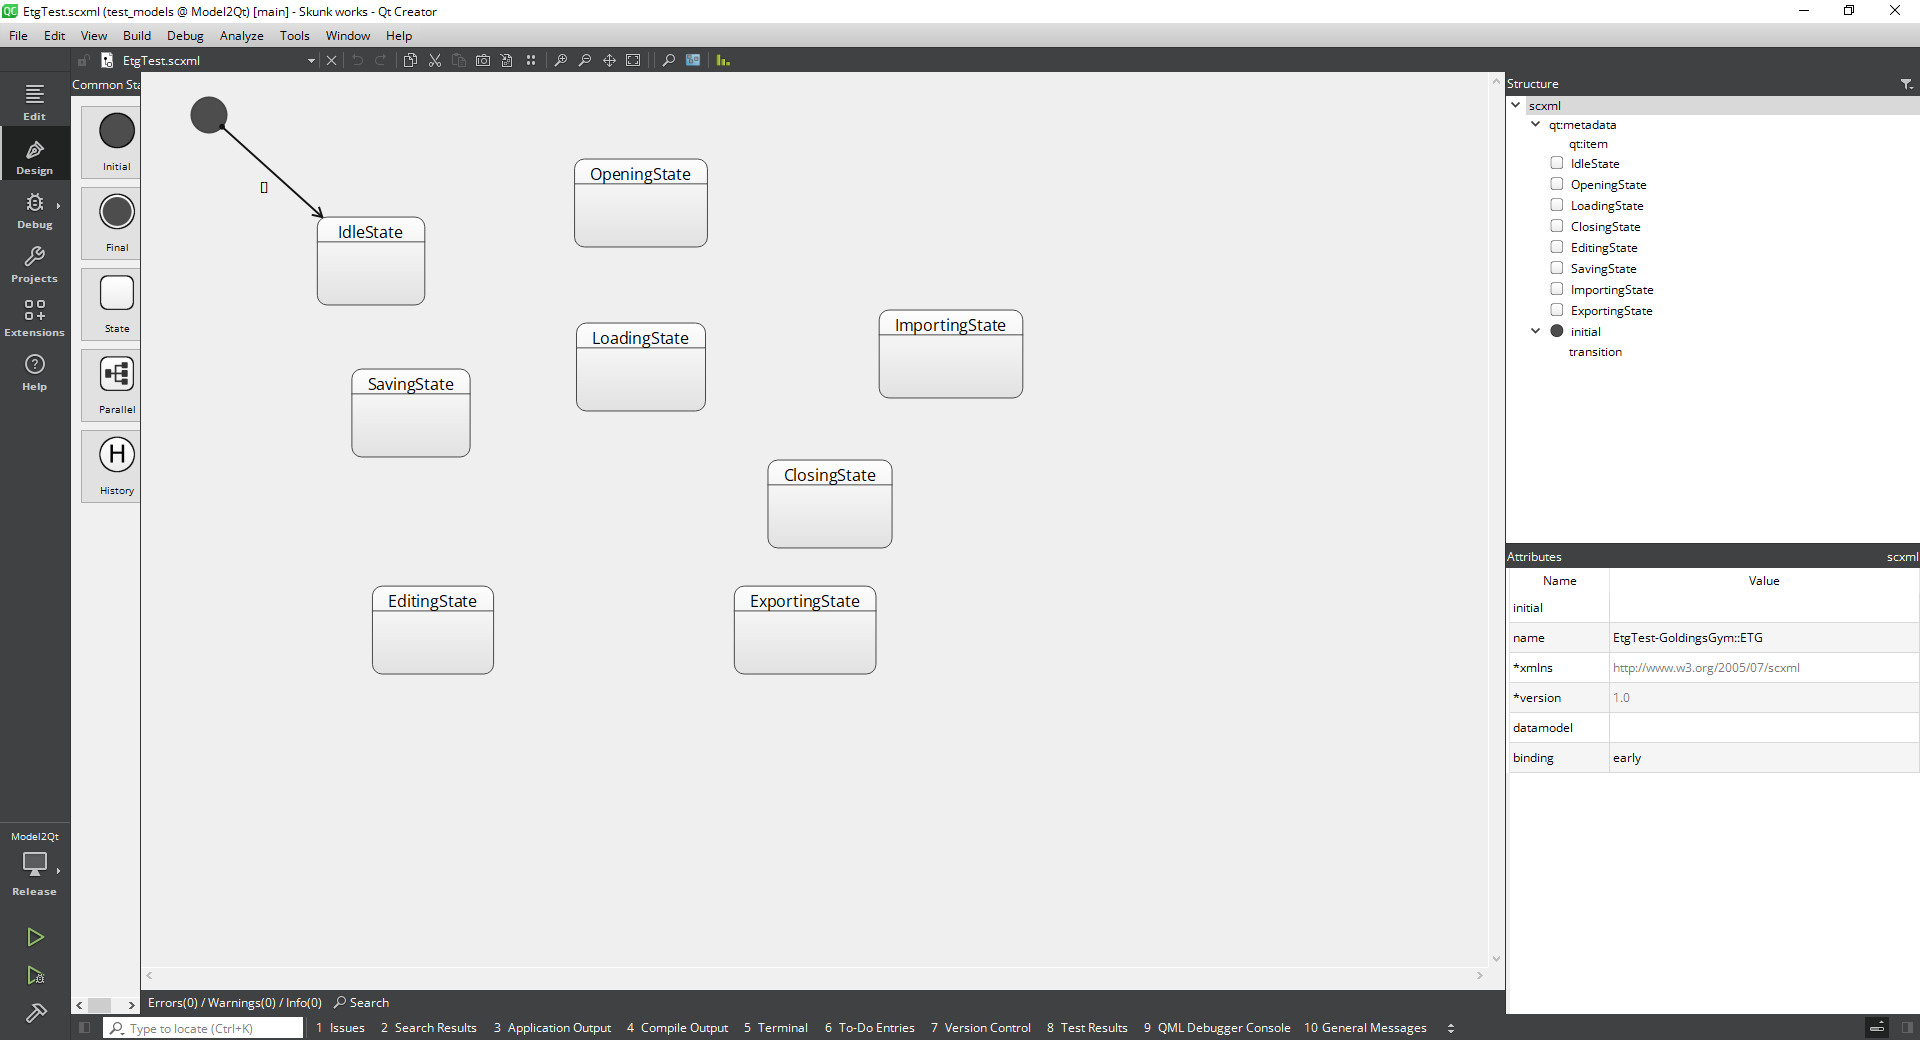 EtgTest.scxml (test_models @ Model2Qt) [main] - Skunk works - Qt Creator
File Edit View Build Debug Analyze Tools Window Help
EtgTest.scxml
Edit
Design
Debug
Projects
Extensions
Help
Model2Qt
Release
Common Sta
Initial
Final
State
Parallel
H
History
IdleState
OpeningState
LoadingState
ImportingState
SavingState
ClosingState
EditingState
ExportingState
Structure
scxml
qt:metadata
qt:item
IdleState
OpeningState
LoadingState
ClosingState
EditingState
SavingState
ImportingState
ExportingState
initial
transition
Attributes scxml
Name Value
initial
name EtgTest-GoldingsGym::ETG
*xmlns http://www.w3.org/2005/07/scxml
*version 1.0
datamodel
binding early
Errors(0) / Warnings(0) / Info(0) Search
Type to locate (Ctrl+K) 1 Issues 2 Search Results 3 Application Output 4 Compile Output 5 Terminal 6 To-Do Entries 7 Version Control 8 Test Results 9 QML Debugger Console 10 General Messages